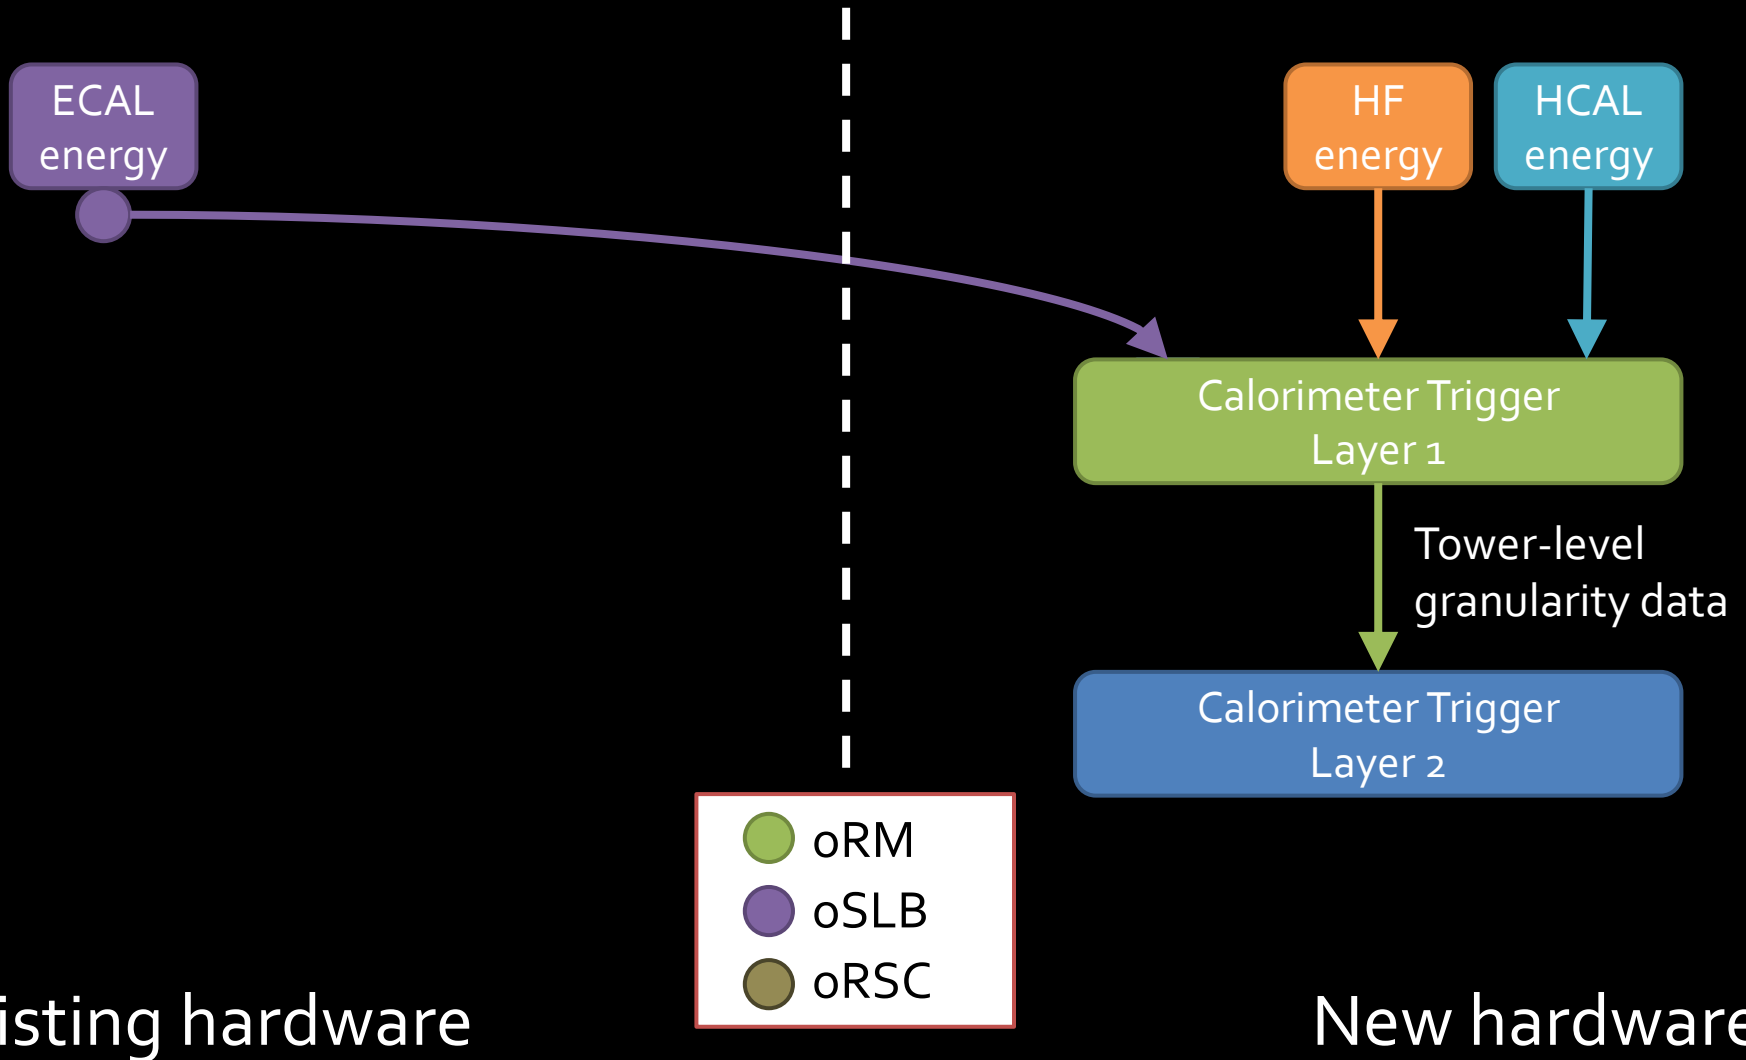 ECAL
energy
HF
energy
HCAL
energy
Calorimeter Trigger
Layer 1
Tower-level
granularity data
Calorimeter Trigger
Layer 2
oRM
oSLB
oRSC
isting hardware
New hardware